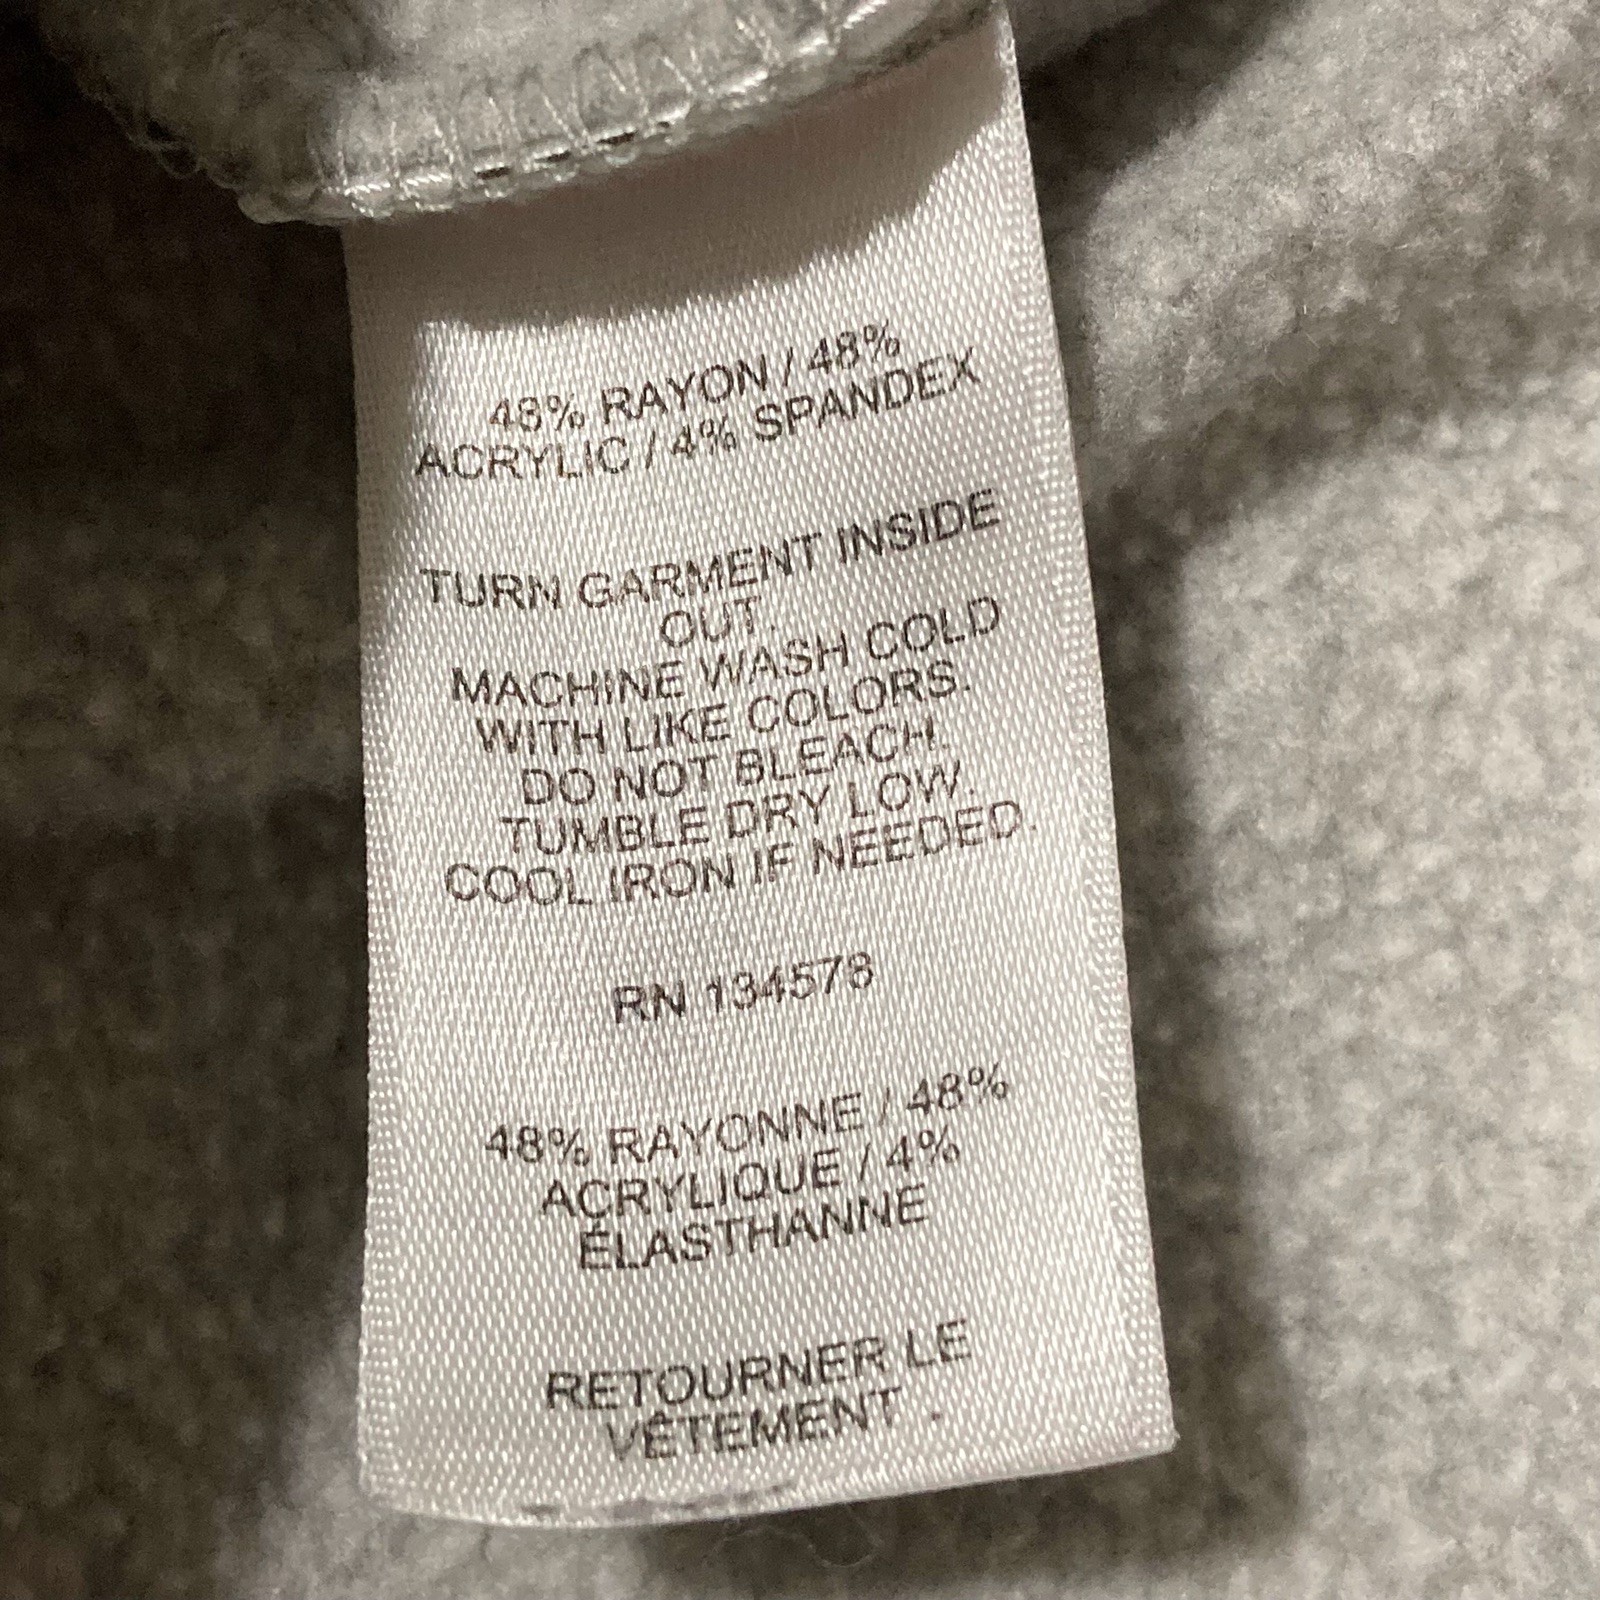 48% RAYON / 48%
ACRYLIC / 4% SPANDEX
TURN GARMENT INSIDE
OUT.
MACHINE WASH COLD
WITH LIKE COLORS.
DO NOT BLEACH.
TUMBLE DRY LOW.
COOL IRON IF NEEDED.
RN 134578
48% RAYONNE / 48%
ACRYLIQUE / 4%
ÉLASTHANNE
RETOURNER LE
VÊTEMENT .